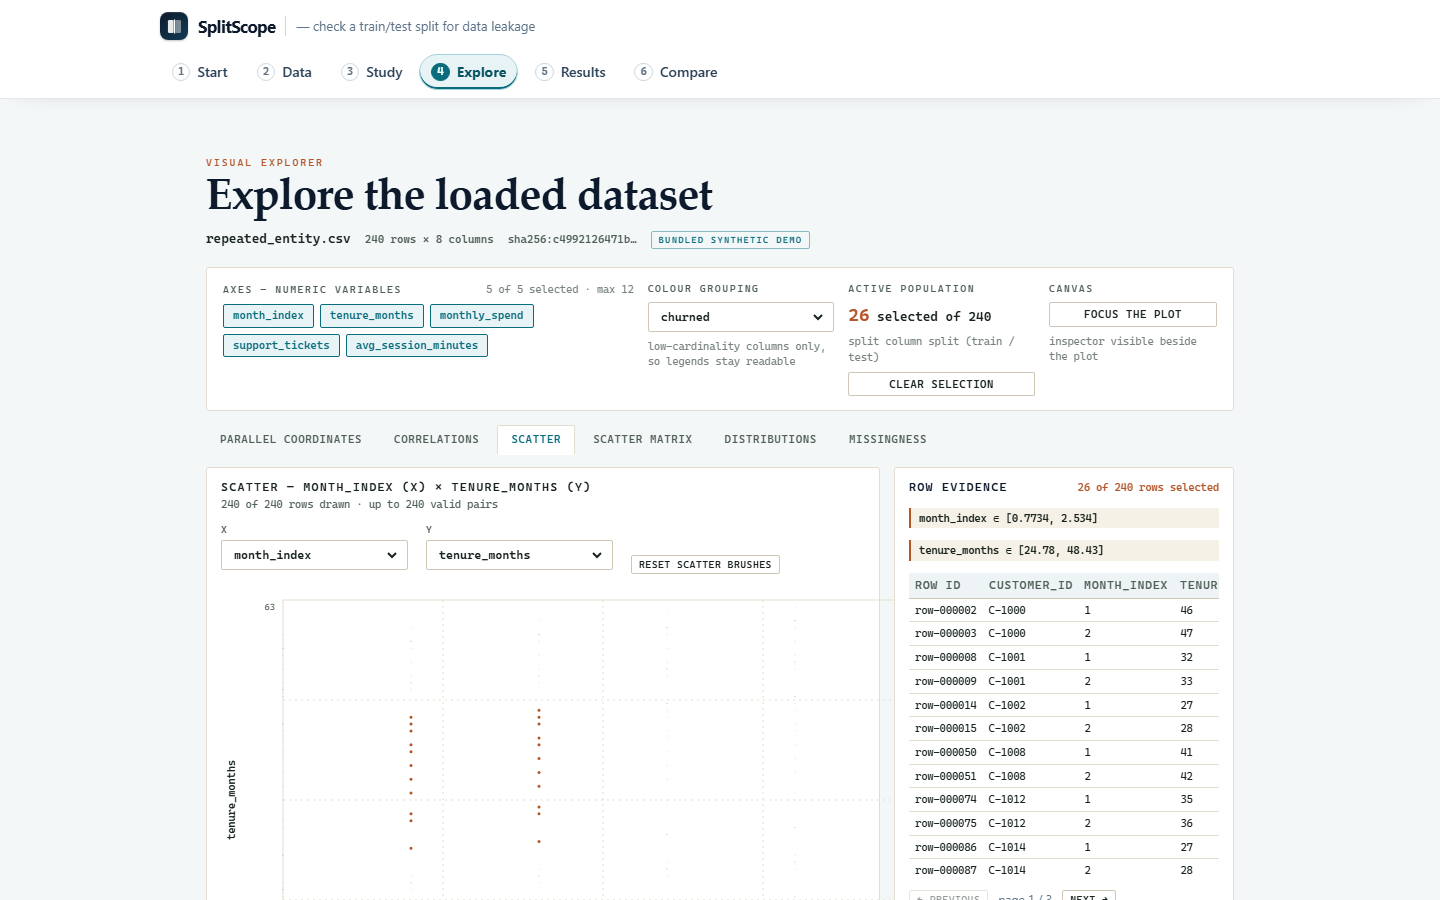 SplitScope — check a train/test split for data leakage
1 Start 2 Data 3 Study 4 Explore 5 Results 6 Compare
VISUAL EXPLORER
Explore the loaded dataset
repeated_entity.csv 240 rows × 8 columns sha256:c4992126471b… BUNDLED SYNTHETIC DEMO
AXES — NUMERIC VARIABLES 5 of 5 selected · max 12
month_index tenure_months monthly_spend
support_tickets avg_session_minutes
COLOUR GROUPING
churned
low-cardinality columns only,
so legends stay readable
ACTIVE POPULATION
26 selected of 240
split column split (train /
test)
CLEAR SELECTION
CANVAS
FOCUS THE PLOT
inspector visible beside
the plot
PARALLEL COORDINATES CORRELATIONS SCATTER SCATTER MATRIX DISTRIBUTIONS MISSINGNESS
SCATTER — MONTH_INDEX (X) × TENURE_MONTHS (Y)
240 of 240 rows drawn · up to 240 valid pairs
X Y
month_index tenure_months RESET SCATTER BRUSHES
63
tenure_months
ROW EVIDENCE 26 of 240 rows selected
month_index ∈ [0.7734, 2.534]
tenure_months ∈ [24.78, 48.43]
ROW ID CUSTOMER_ID MONTH_INDEX TENUR
row-000002 C-1000 1 46
row-000003 C-1000 2 47
row-000008 C-1001 1 32
row-000009 C-1001 2 33
row-000014 C-1002 1 27
row-000015 C-1002 2 28
row-000050 C-1008 1 41
row-000051 C-1008 2 42
row-000074 C-1012 1 35
row-000075 C-1012 2 36
row-000086 C-1014 1 27
row-000087 C-1014 2 28
← PREVIOUS page 1 / 3 NEXT →